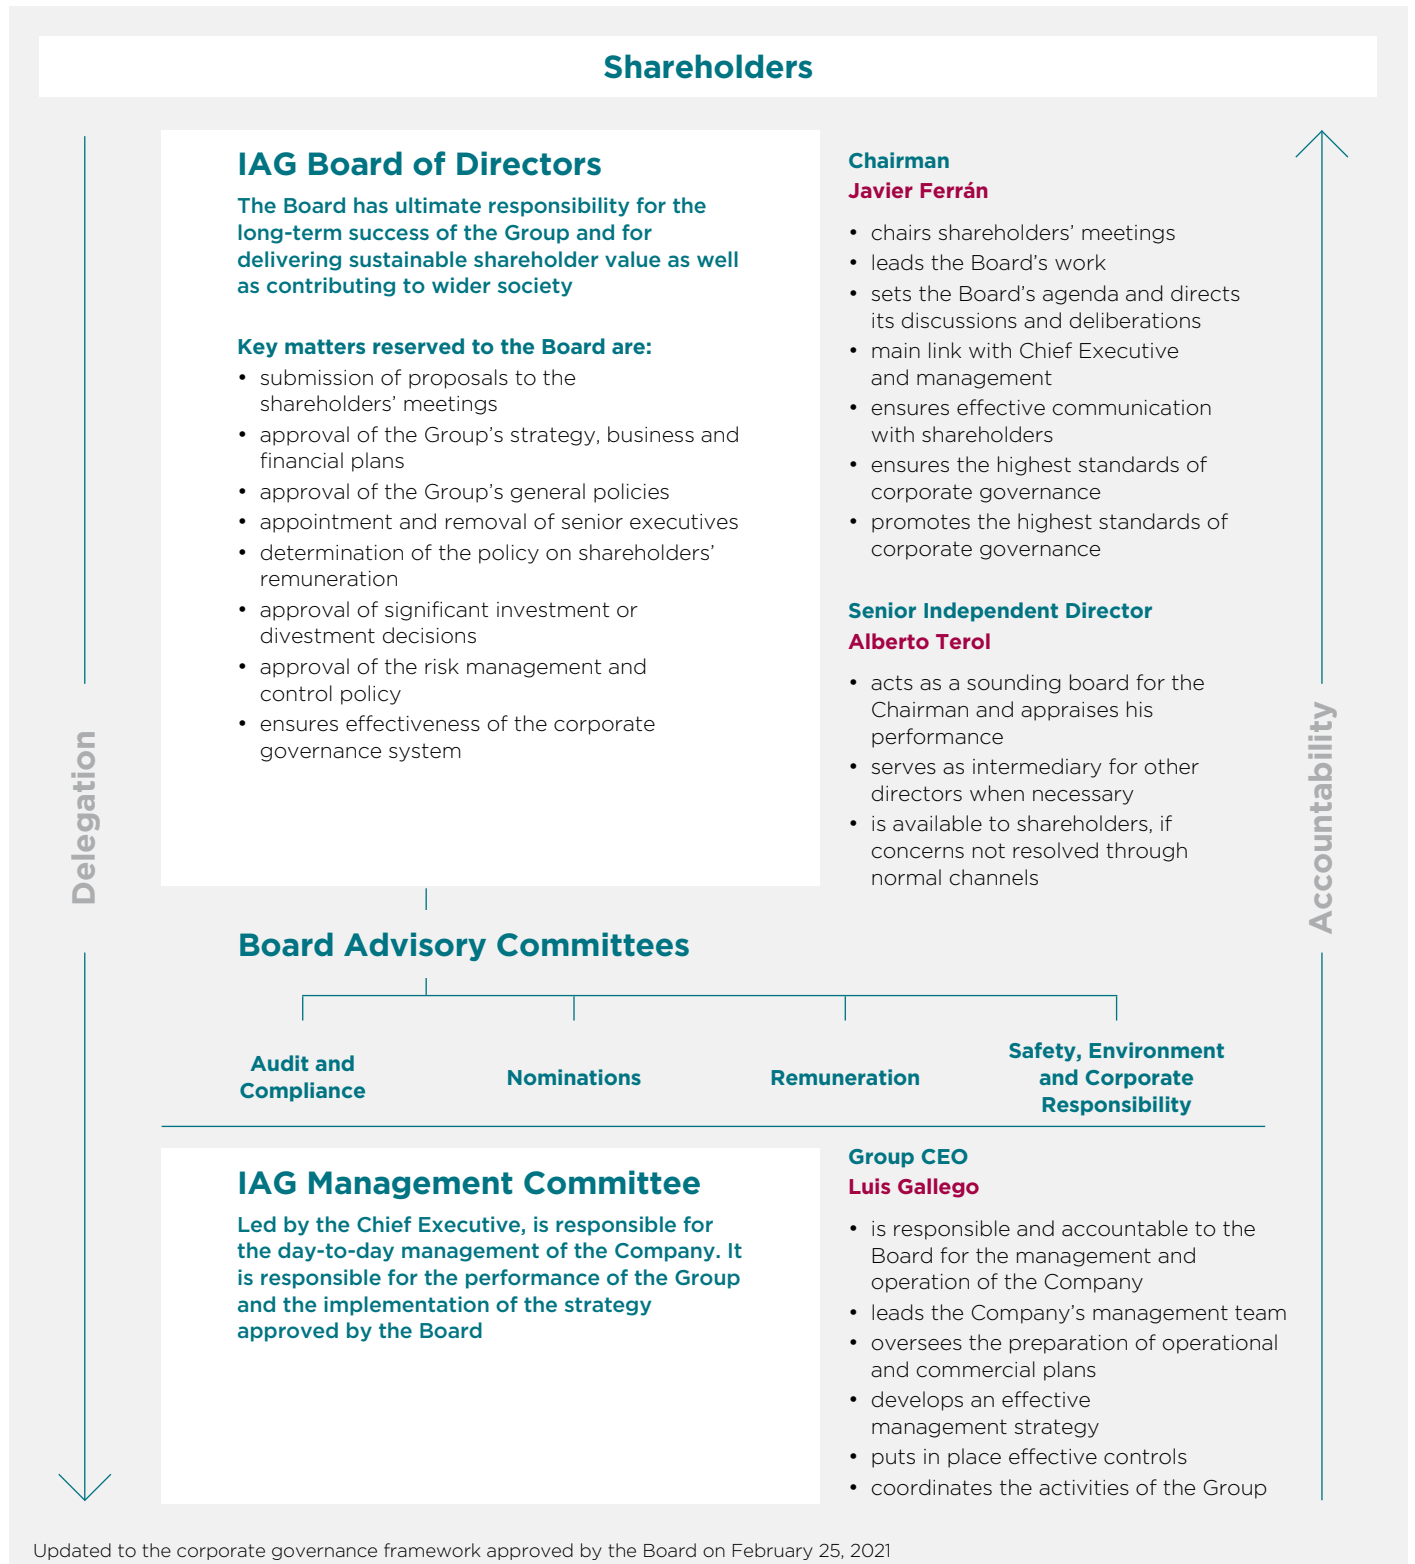 Shareholders
IAG Board of Directors
The Board has ultimate responsibility for the
long-term success of the Group and for
delivering sustainable shareholder value as well
as contributing to wider society
Key matters reserved to the Board are:
• submission of proposals to the
shareholders’ meetings
• approval of the Group’s strategy, business and
financial plans
• approval of the Group’s general policies
• appointment and removal of senior executives
• determination of the policy on shareholders’
remuneration
• approval of significant investment or
divestment decisions
• approval of the risk management and
control policy
• ensures effectiveness of the corporate
governance system
Chairman
Javier Ferrán
• chairs shareholders’ meetings
• leads the Board’s work
• sets the Board’s agenda and directs
its discussions and deliberations
• main link with Chief Executive
and management
• ensures effective communication
with shareholders
• ensures the highest standards of
corporate governance
• promotes the highest standards of
corporate governance
Senior Independent Director
Alberto Terol
• acts as a sounding board for the
Chairman and appraises his
performance
• serves as intermediary for other
directors when necessary
• is available to shareholders, if
concerns not resolved through
normal channels
Delegation
Accountability
Board Advisory Committees
Audit and
Compliance
Nominations
Remuneration
Safety, Environment
and Corporate
Responsibility
IAG Management Committee
Led by the Chief Executive, is responsible for
the day-to-day management of the Company. It
is responsible for the performance of the Group
and the implementation of the strategy
approved by the Board
Group CEO
Luis Gallego
• is responsible and accountable to the
Board for the management and
operation of the Company
• leads the Company’s management team
• oversees the preparation of operational
and commercial plans
• develops an effective
management strategy
• puts in place effective controls
• coordinates the activities of the Group
Updated to the corporate governance framework approved by the Board on February 25, 2021